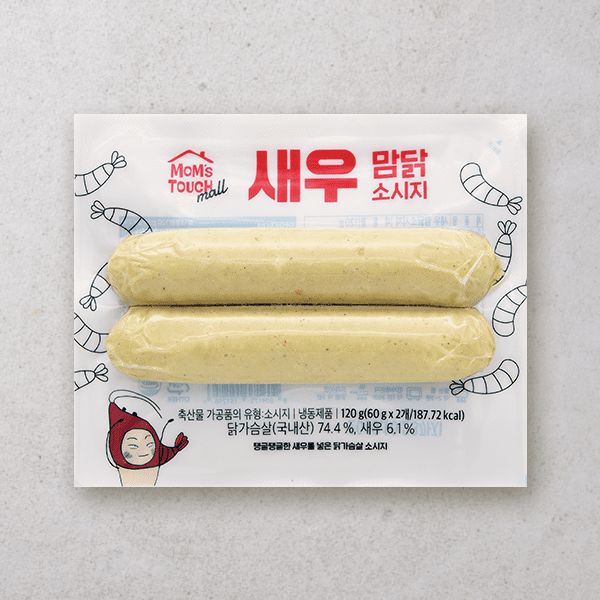 MOM'S
TOUCH
mall
새우
맘닭
소시지
축산물 가공품의 유형:소시지 | 냉동제품 | 120 g(60 g x 2개/187.72 kcal)
닭가슴살(국내산) 74.4 %, 새우 6.1%
탱글탱글한 새우를 넣은 닭가슴살 소시지